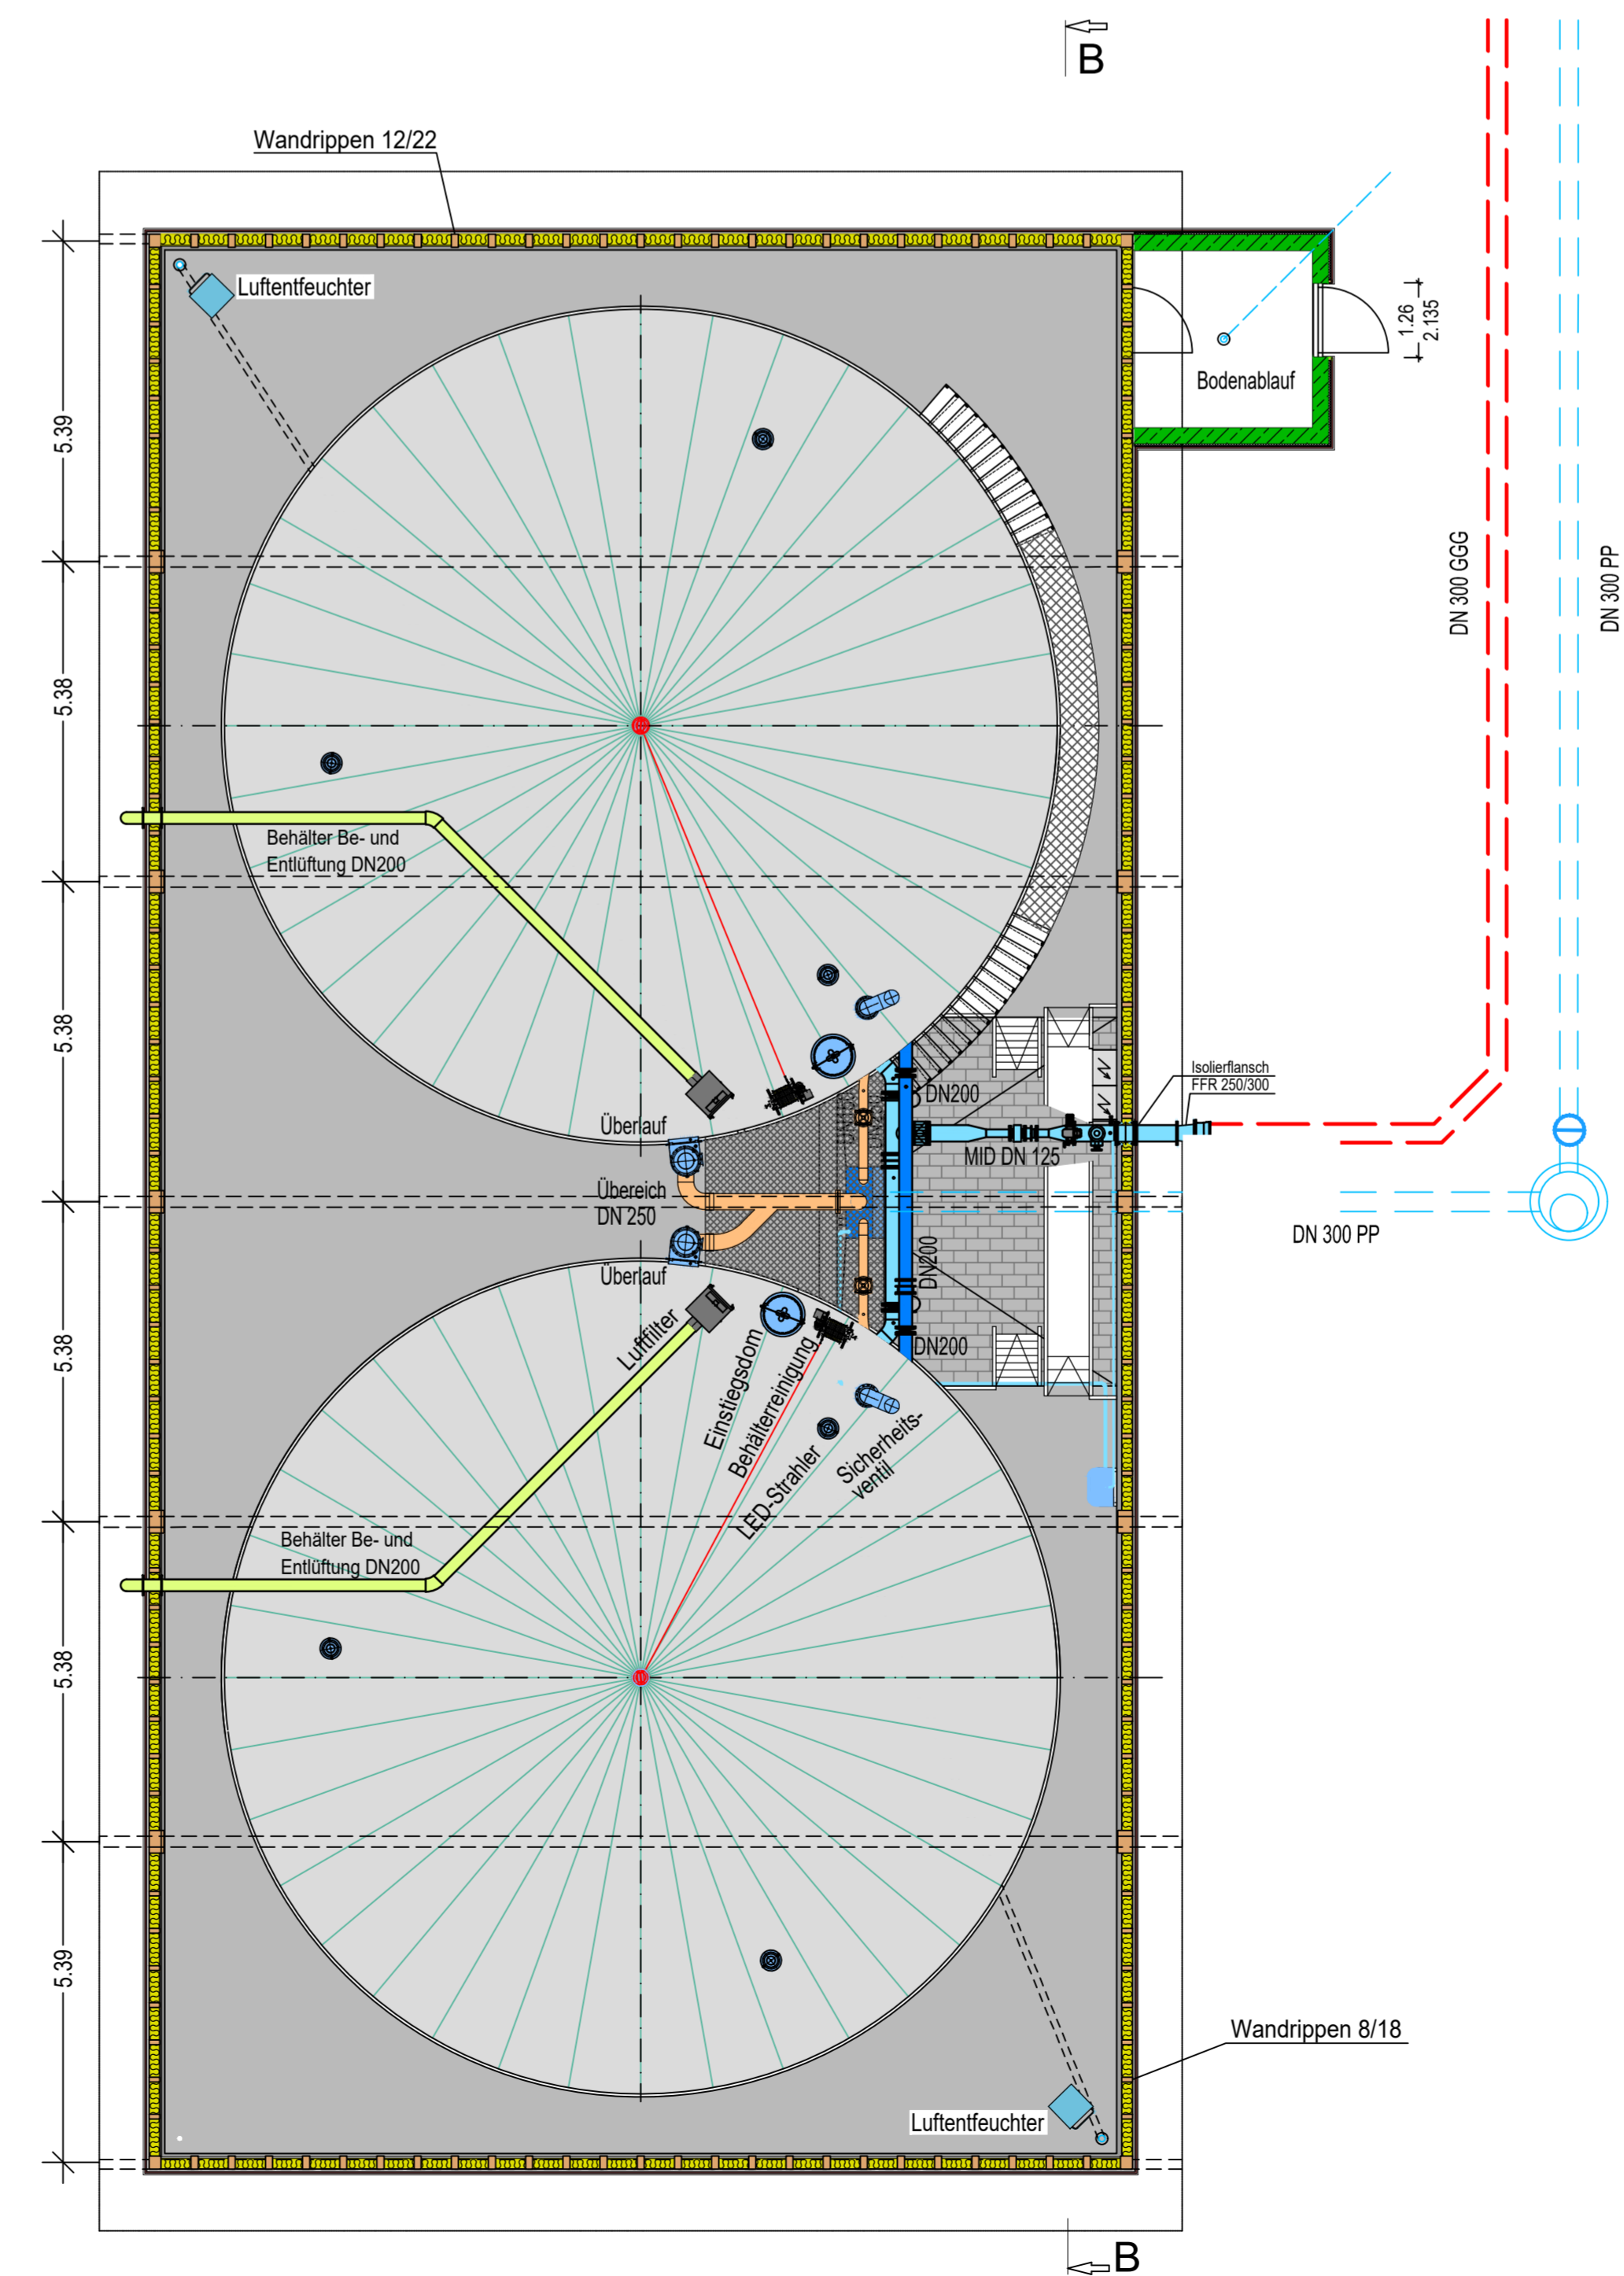 B
Wandrippen 12/22
Luftentfeuchter
1.26
2.135
Bodenablauf
5.39
5.38
5.38
5.38
5.38
5.39
DN 300 GGG
DN 300 PP
Behälter Be- und
Entlüftung DN200
Isolierflansch
FFR 250/300
DN200
Überlauf
MID DN 125
Übereich
DN 250
DN 300 PP
DN200
Überlauf
DN200
Luftfilter
Einstiegsdom
Behälterreinigung
LED-Strahler
Sicherheits-
ventil
Behälter Be- und
Entlüftung DN200
Wandrippen 8/18
Luftentfeuchter
B